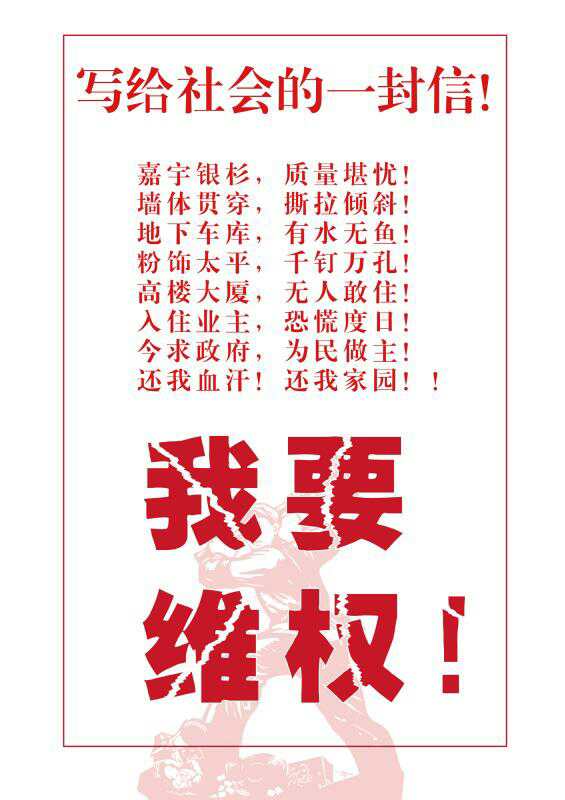 写给社会的一封信!
嘉宇银杉，质量堪忧！
墙体贯穿，撕拉倾斜！
地下车库，有水无鱼！
粉饰太平，千钉万孔！
高楼大厦，无人敢住！
入住业主，恐慌度日！
今求政府，为民做主！
还我血汗！还我家园！！
我要
维权！